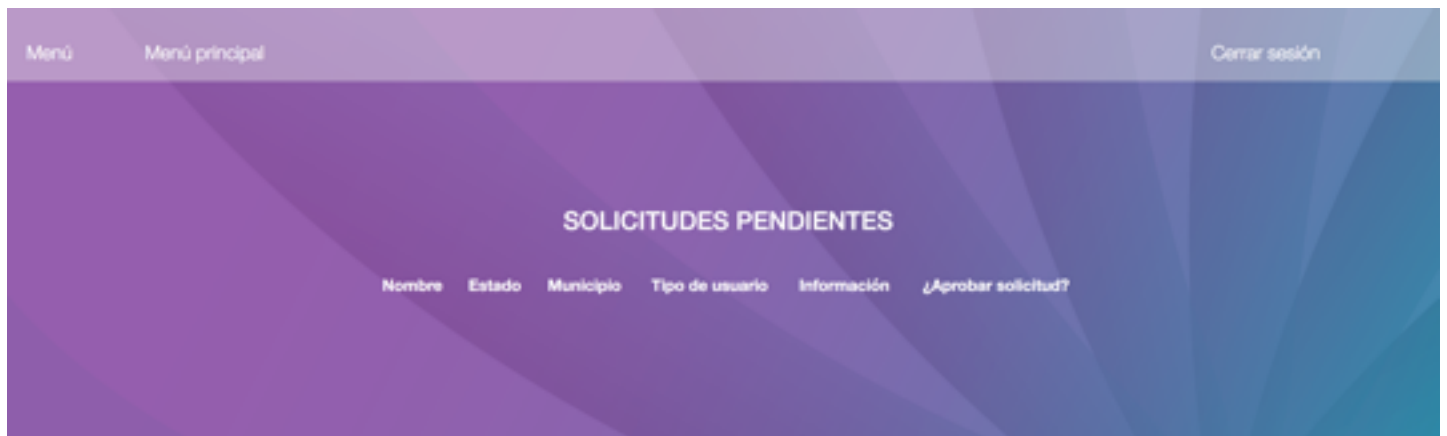 Menú Menú principal Cerrar sesión
SOLICITUDES PENDIENTES
Nombre Estado Municipio Tipo de usuario Información ¿Aprobar solicitud?